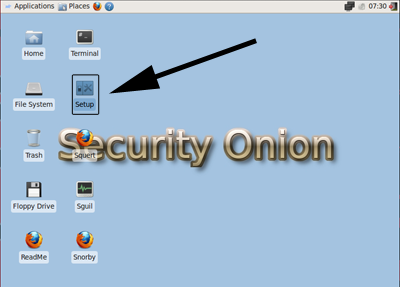 Applications Places 07:30
Home Terminal
File System Setup
Security Onion
Trash Squert
Floppy Drive Sguil
ReadMe Snorby